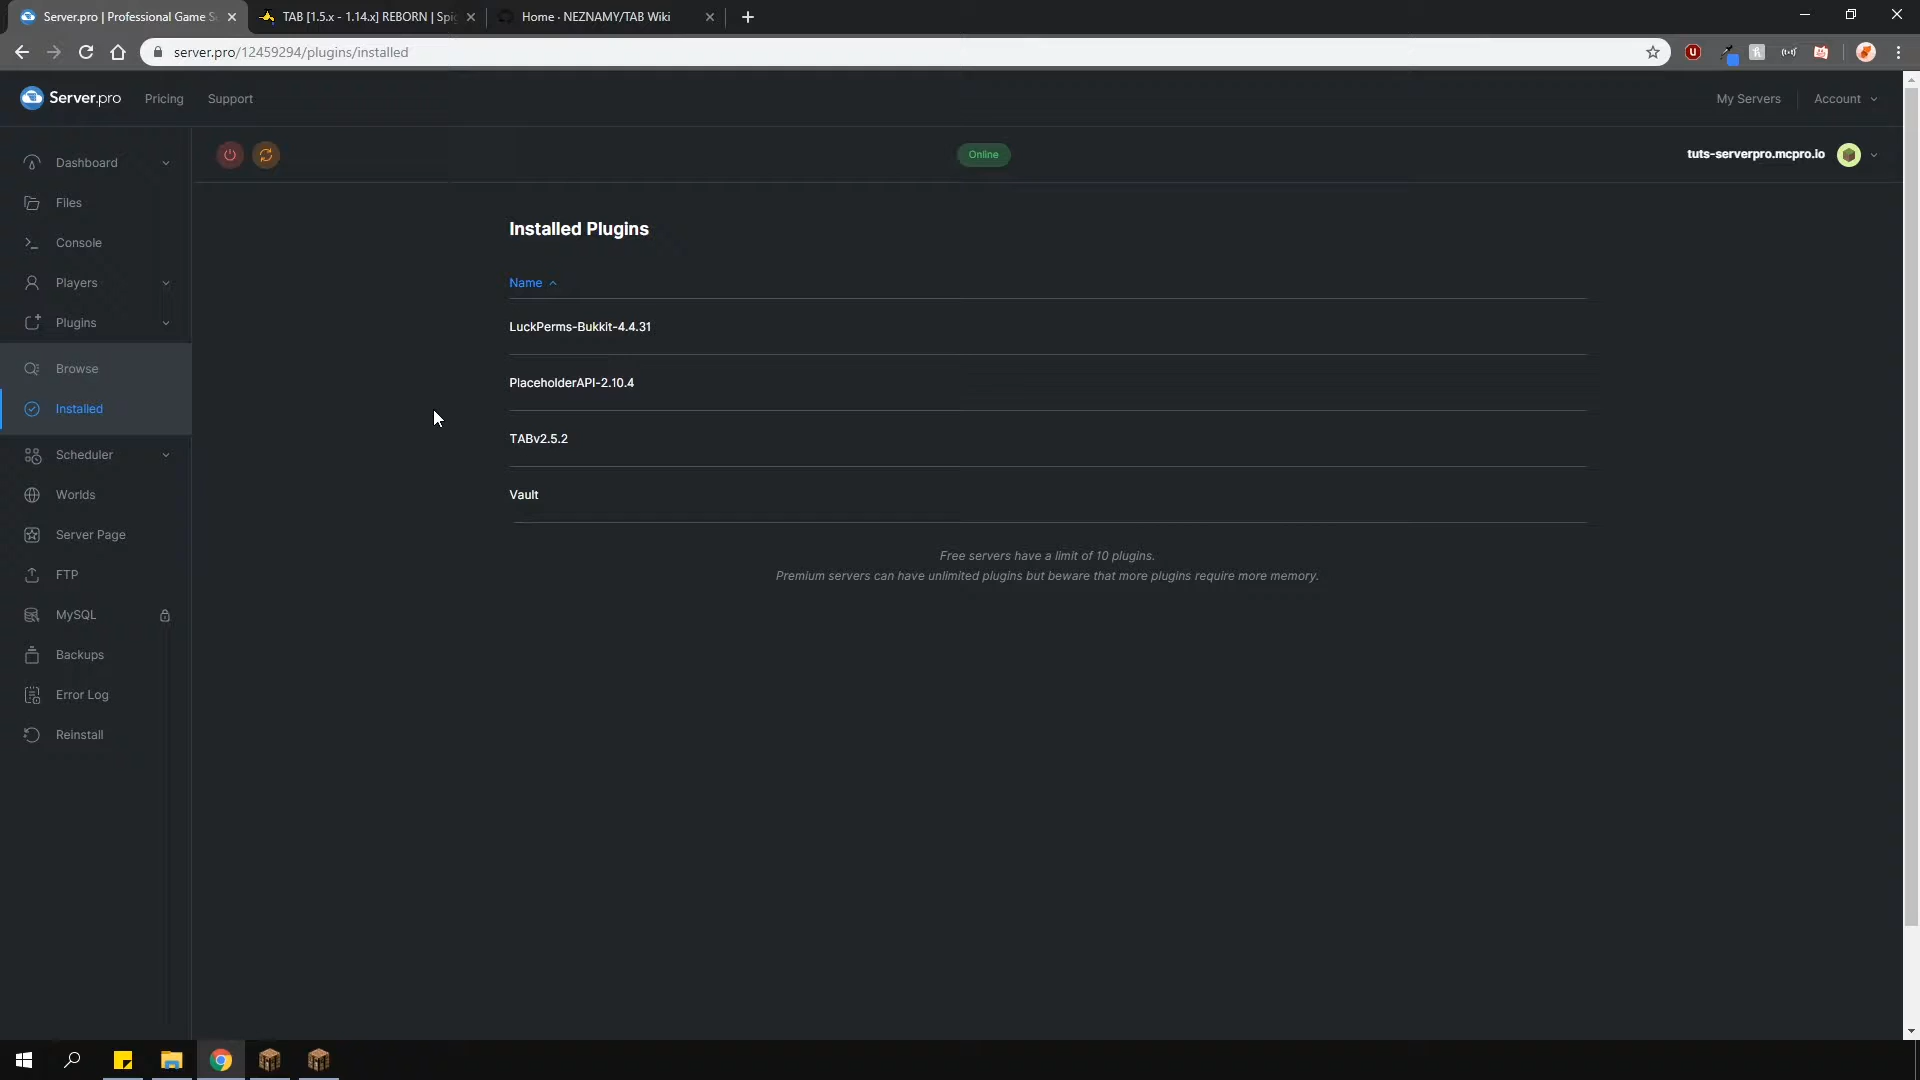 Server.pro | Professional Game S
TAB [1.5.x - 1.14.x] REBORN | Spig
Home · NEZNAMY/TAB Wiki
server.pro/12459294/plugins/installed
Server.pro
Pricing
Support
My Servers
Account
Dashboard
Online
tuts-serverpro.mcpro.io
Files
Console
Players
Plugins
Browse
Installed
Scheduler
Worlds
Server Page
FTP
MySQL
Backups
Error Log
Reinstall
Installed Plugins
Name
LuckPerms-Bukkit-4.4.31
PlaceholderAPI-2.10.4
TABv2.5.2
Vault
Free servers have a limit of 10 plugins.
Premium servers can have unlimited plugins but beware that more plugins require more memory.